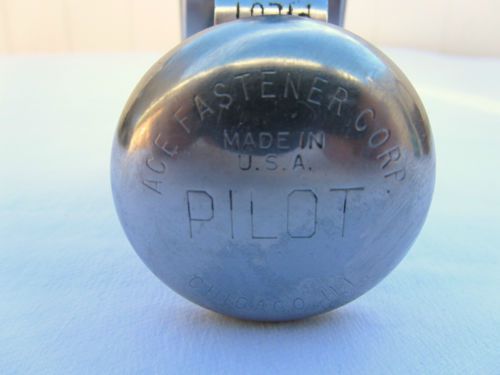 ACE FASTENER CORP.
MADE IN
U.S.A.
PILOT
CHICAGO ILL.